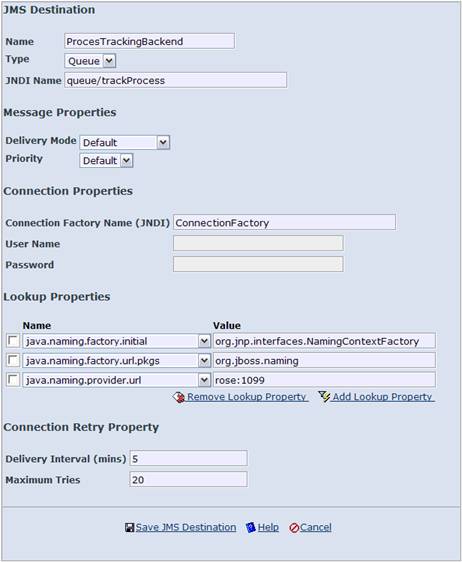 JMS Destination
Name ProcesTrackingBackend
Type Queue
JNDI Name queue/trackProcess
Message Properties
Delivery Mode Default
Priority Default
Connection Properties
Connection Factory Name (JNDI) ConnectionFactory
User Name
Password
Lookup Properties
Name Value
java.naming.factory.initial org.jnp.interfaces.NamingContextFactory
java.naming.factory.url.pkgs org.jboss.naming
java.naming.provider.url rose:1099
Remove Lookup Property Add Lookup Property
Connection Retry Property
Delivery Interval (mins) 5
Maximum Tries 20
Save JMS Destination Help Cancel